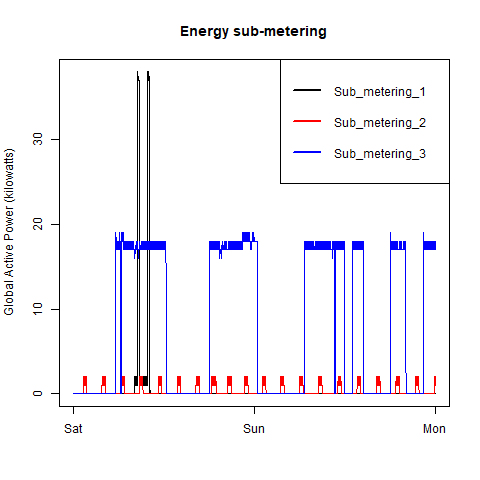 Energy sub-metering
Sub_metering_1
Sub_metering_2
Sub_metering_3
Global Active Power (kilowatts)
30
20
10
0
Sat
Sun
Mon